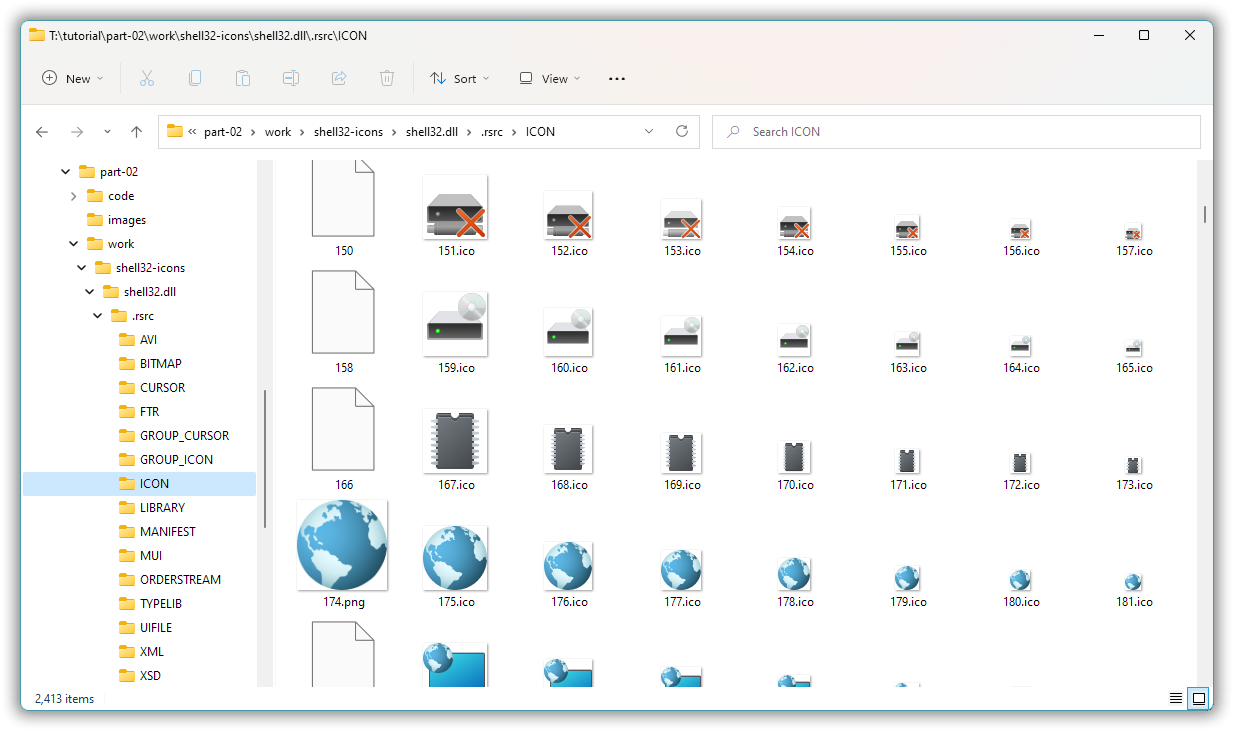 T:\tutorial\part-02\work\shell32-icons\shell32.dll\.rsrc\ICON
New Sort View
« part-02 › work › shell32-icons › shell32.dll › .rsrc › ICON
Search ICON
part-02
code
images
work
shell32-icons
shell32.dll
.rsrc
AVI
BITMAP
CURSOR
FTR
GROUP_CURSOR
GROUP_ICON
ICON
LIBRARY
MANIFEST
MUI
ORDERSTREAM
TYPELIB
UIFILE
XML
XSD
150 151.ico 152.ico 153.ico 154.ico 155.ico 156.ico 157.ico
158 159.ico 160.ico 161.ico 162.ico 163.ico 164.ico 165.ico
166 167.ico 168.ico 169.ico 170.ico 171.ico 172.ico 173.ico
174.png 175.ico 176.ico 177.ico 178.ico 179.ico 180.ico 181.ico
2,413 items